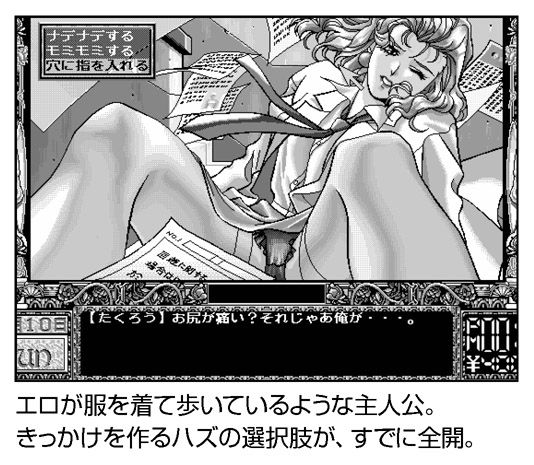 ナデナデする
モミモミする
穴に指を入れる
NO.1
【たくろう】お尻が痛い？それじゃあ俺が・・・。
エロが服を着て歩いているような主人公。
きっかけを作るハズの選択肢が、すでに全開。